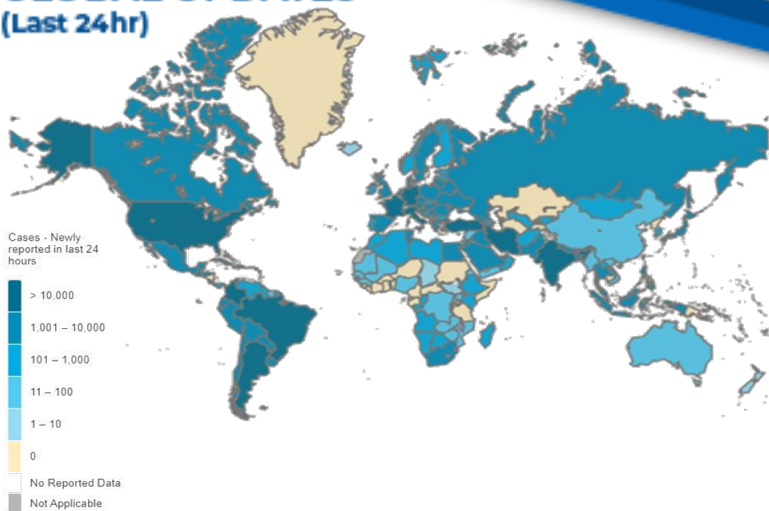 (Last 24hr)
Cases - Newly
reported in last 24
hours
> 10,000
1,001 – 10,000
101 – 1,000
11 – 100
1 – 10
0
No Reported Data
Not Applicable